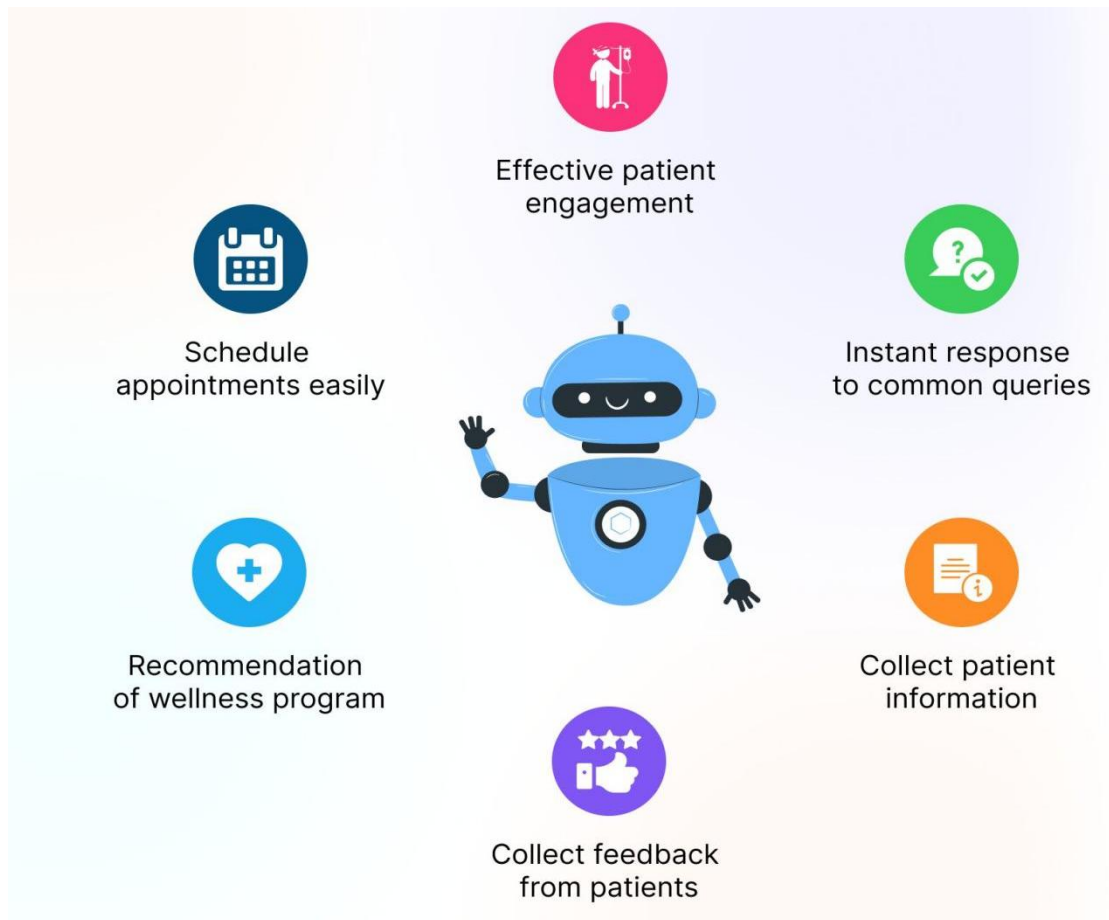 Effective patient
engagement
Schedule
appointments easily
Instant response
to common queries
Recommendation
of wellness program
Collect patient
information
Collect feedback
from patients